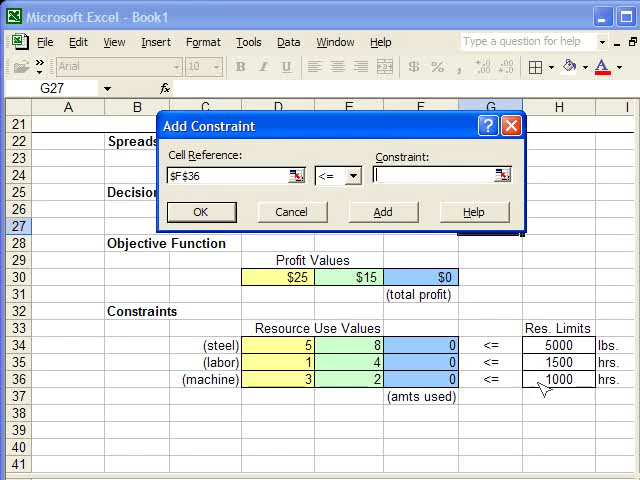 Microsoft Excel - Book1
File Edit View Insert Format Tools Data Window Help Type a question for help
Arial 10 B I U $ % ,
G27 fx
A B C D E F G H I
21
22 Spreads
23
24
25 Decision
26
27
28 Objective Function
29 Profit Values
30 $25 $15 $0
31 (total profit)
32 Constraints
33 Resource Use Values Res. Limits
34 (steel) 5 8 0 <= 5000 lbs.
35 (labor) 1 4 0 <= 1500 hrs.
36 (machine) 3 2 0 <= 1000 hrs.
37 (amts used)
38
39
40
41
Add Constraint
Cell Reference: Constraint:
$F$36 <=
OK Cancel Add Help